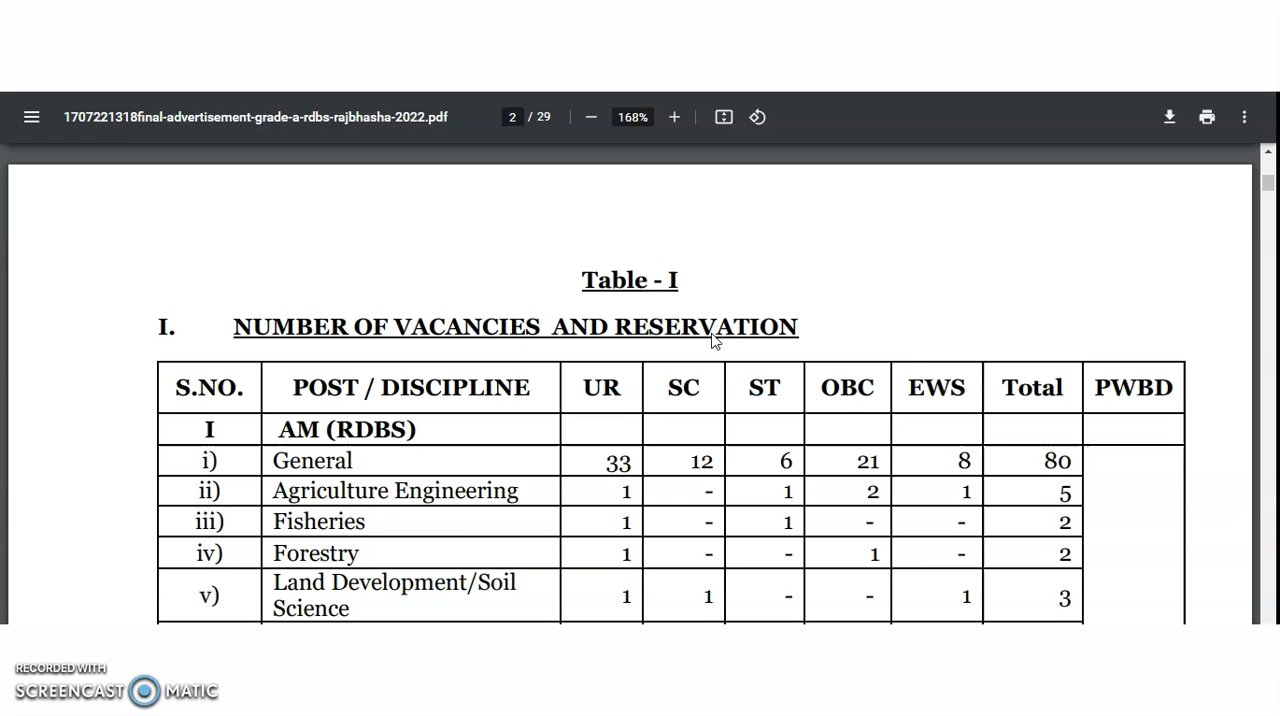 1707221318final-advertisement-grade-a-rdbs-rajbhasha-2022.pdf 2 / 29 168%
Table - I
I. NUMBER OF VACANCIES AND RESERVATION
S.NO. POST / DISCIPLINE UR SC ST OBC EWS Total PWBD
I AM (RDBS)
i) General 33 12 6 21 8 80
ii) Agriculture Engineering 1 - 1 2 1 5
iii) Fisheries 1 - 1 - - 2
iv) Forestry 1 - - 1 - 2
v) Land Development/Soil Science 1 1 - - 1 3
RECORDED WITH
SCREENCAST MATIC